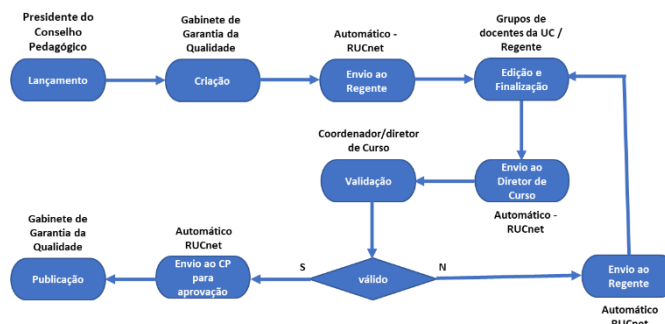 Presidente do
Conselho
Pedagógico
Lançamento
Gabinete de
Garantia da
Qualidade
Criação
Automático -
RUCnet
Envio ao
Regente
Grupos de
docentes da UC /
Regente
Edição e
Finalização
Coordenador/diretor
de Curso
Validação
Envio ao
Diretor de
Curso
Automático -
RUCnet
Gabinete de
Garantia da
Qualidade
Publicação
Automático
RUCnet
Envio ao CP
para
aprovação
S
válido
N
Envio ao
Regente
Automático
RUCnet